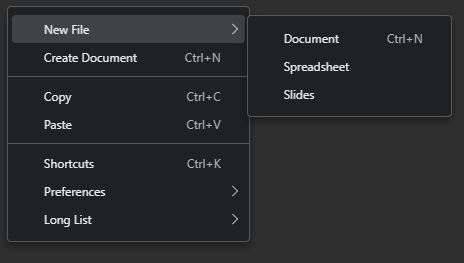 New File
Create Document Ctrl+N
Copy Ctrl+C
Paste Ctrl+V
Shortcuts Ctrl+K
Preferences
Long List
Document Ctrl+N
Spreadsheet
Slides